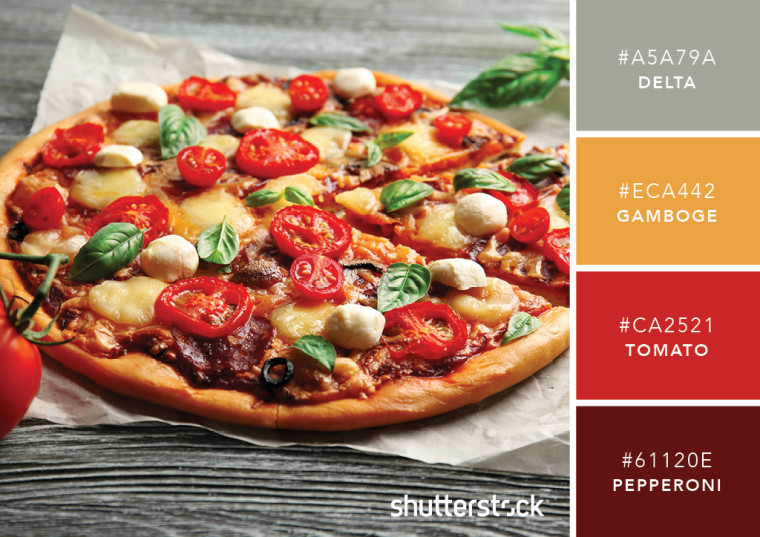 #A5A79A
DELTA
#ECA442
GAMBOGE
#CA2521
TOMATO
#61120E
PEPPERONI
shutterstock